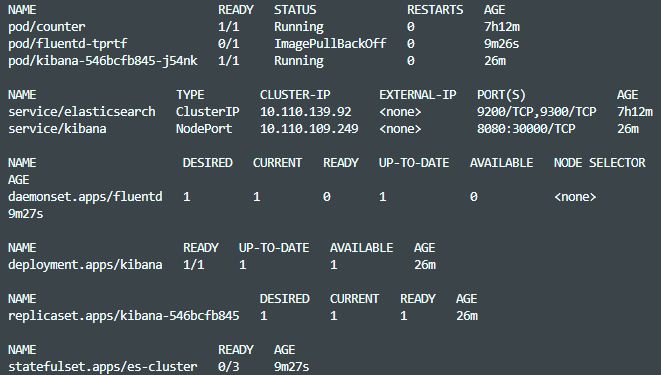 NAME READY STATUS RESTARTS AGE
pod/counter 1/1 Running 0 7h12m
pod/fluentd-tprtf 0/1 ImagePullBackOff 0 9m26s
pod/kibana-546bcfb845-j54nk 1/1 Running 0 26m
NAME TYPE CLUSTER-IP EXTERNAL-IP PORT(S) AGE
service/elasticsearch ClusterIP 10.110.139.92 <none> 9200/TCP,9300/TCP 7h12m
service/kibana NodePort 10.110.109.249 <none> 8080:30000/TCP 26m
NAME DESIRED CURRENT READY UP-TO-DATE AVAILABLE NODE SELECTOR
AGE
daemonset.apps/fluentd 1 1 0 1 0 <none>
9m27s
NAME READY UP-TO-DATE AVAILABLE AGE
deployment.apps/kibana 1/1 1 1 26m
NAME DESIRED CURRENT READY AGE
replicaset.apps/kibana-546bcfb845 1 1 1 26m
NAME READY AGE
statefulset.apps/es-cluster 0/3 9m27s